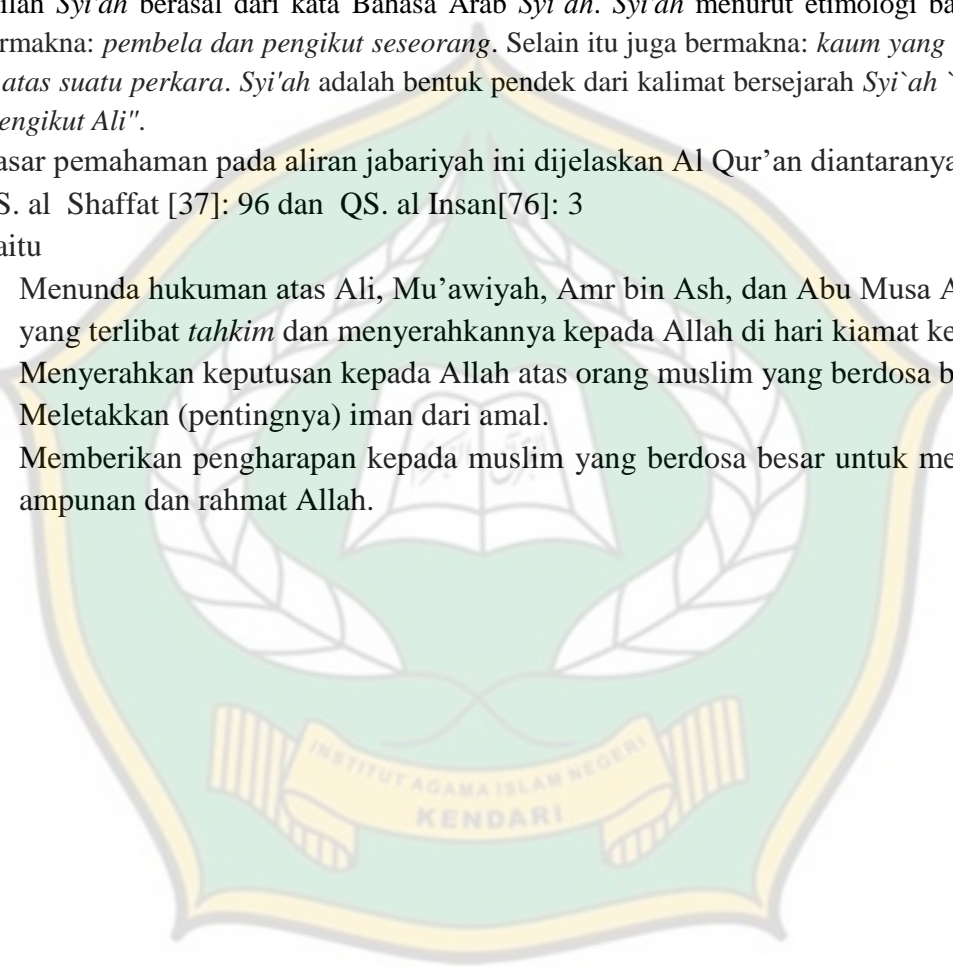 ilah Syi'ah berasal dari kata Bahasa Arab Syi`ah. Syi'ah menurut etimologi ba
rmakna: pembela dan pengikut seseorang. Selain itu juga bermakna: kaum yang
atas suatu perkara. Syi'ah adalah bentuk pendek dari kalimat bersejarah Syi`ah `
engikut Ali".
asar pemahaman pada aliran jabariyah ini dijelaskan Al Qur'an diantaranya
S. al Shaffat [37]: 96 dan QS. al Insan[76]: 3
aitu
Menunda hukuman atas Ali, Mu'awiyah, Amr bin Ash, dan Abu Musa A
yang terlibat tahkim dan menyerahkannya kepada Allah di hari kiamat ke
Menyerahkan keputusan kepada Allah atas orang muslim yang berdosa b
Meletakkan (pentingnya) iman dari amal.
Memberikan pengharapan kepada muslim yang berdosa besar untuk me
ampunan dan rahmat Allah.
INSTITUT AGAMA ISLAM NEGERI
KENDARI